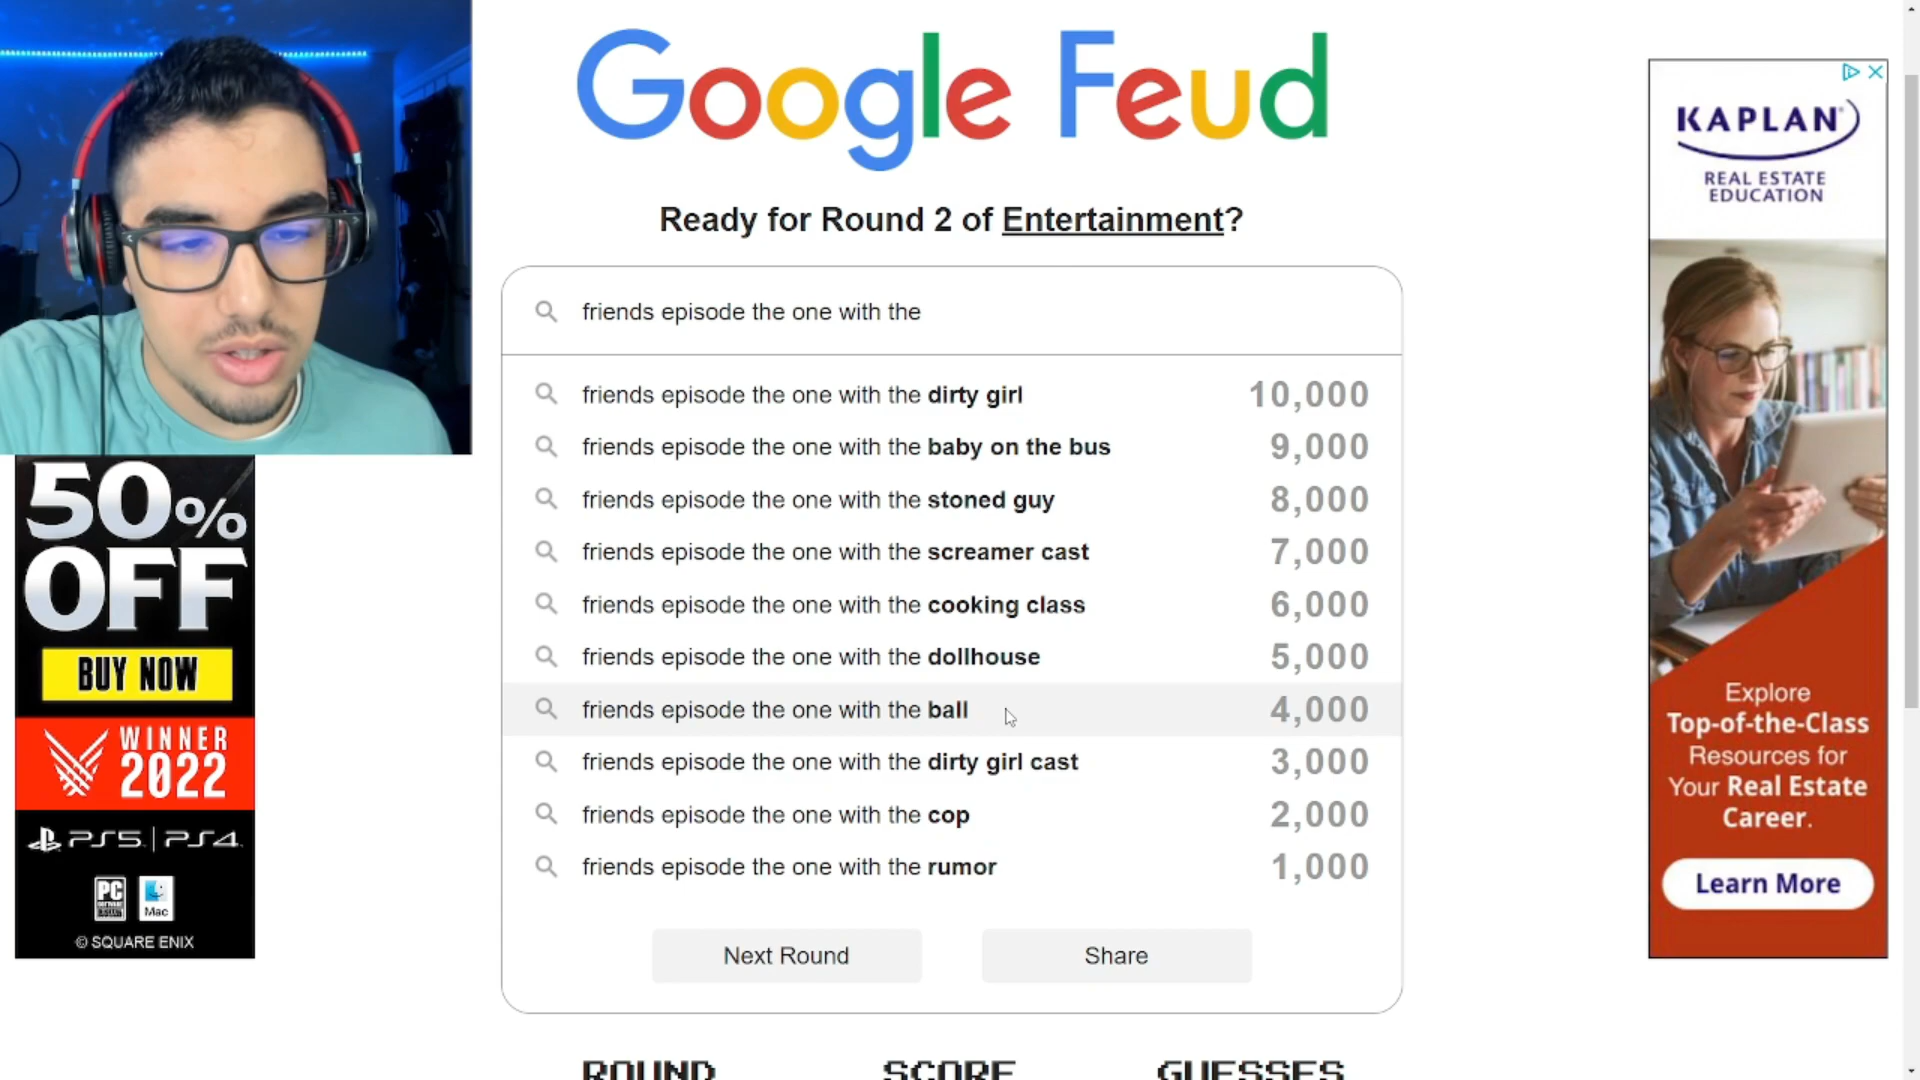 Google Feud
Ready for Round 2 of Entertainment?
friends episode the one with the
friends episode the one with the dirty girl 10,000
friends episode the one with the baby on the bus 9,000
friends episode the one with the stoned guy 8,000
friends episode the one with the screamer cast 7,000
friends episode the one with the cooking class 6,000
friends episode the one with the dollhouse 5,000
friends episode the one with the ball 4,000
friends episode the one with the dirty girl cast 3,000
friends episode the one with the cop 2,000
friends episode the one with the rumor 1,000
Next Round Share
ROUND SCORE GUESSES
50%
OFF
BUY NOW
WINNER
2022
PS5 | PS4
PC
Mac
© SQUARE ENIX
KAPLAN
REAL ESTATE
EDUCATION
Explore
Top-of-the-Class
Resources for
Your Real Estate
Career.
Learn More